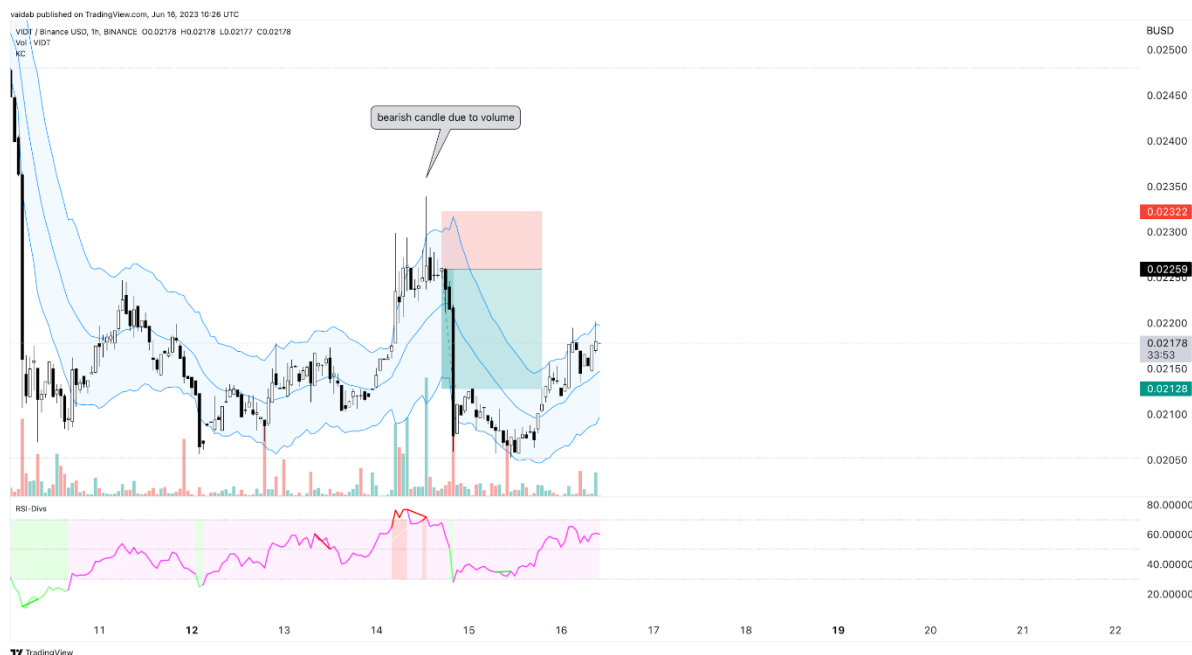 vaidab published on TradingView.com, Jun 16, 2023 10:26 UTC
VIDT / Binance USD, 1h, BINANCE O0.02178 H0.02178 L0.02177 C0.02178
Vol · VIDT
KC
BUSD
0.02500
0.02450
0.02400
bearish candle due to volume
0.02350
0.02322
0.02300
0.02259
0.02250
0.02200
0.02178
33:53
0.02150
0.02128
0.02100
0.02050
RSI-Divs
80.00000
60.00000
40.00000
20.00000
11 12 13 14 15 16 17 18 19 20 21 22
TradingView